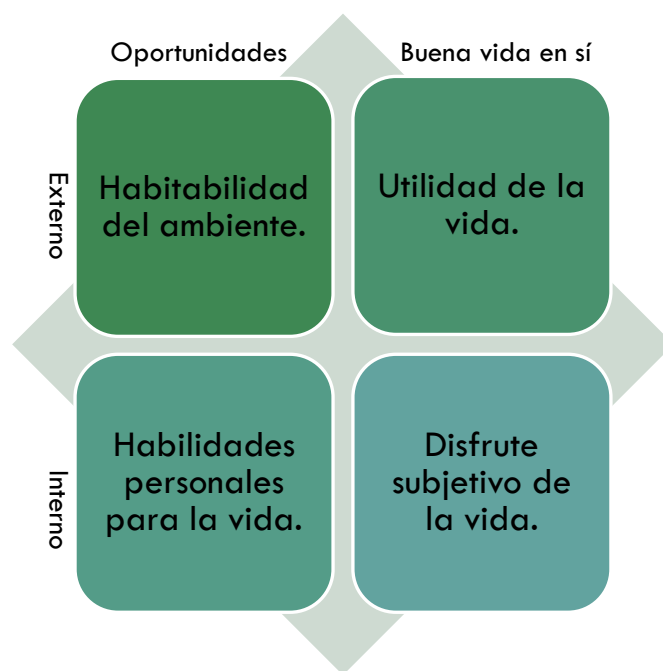 Oportunidades
Buena vida en sí
Externo
Habitabilidad
del ambiente.
Utilidad de la
vida.
Interno
Habilidades
personales
para la vida.
Disfrute
subjetivo de
la vida.